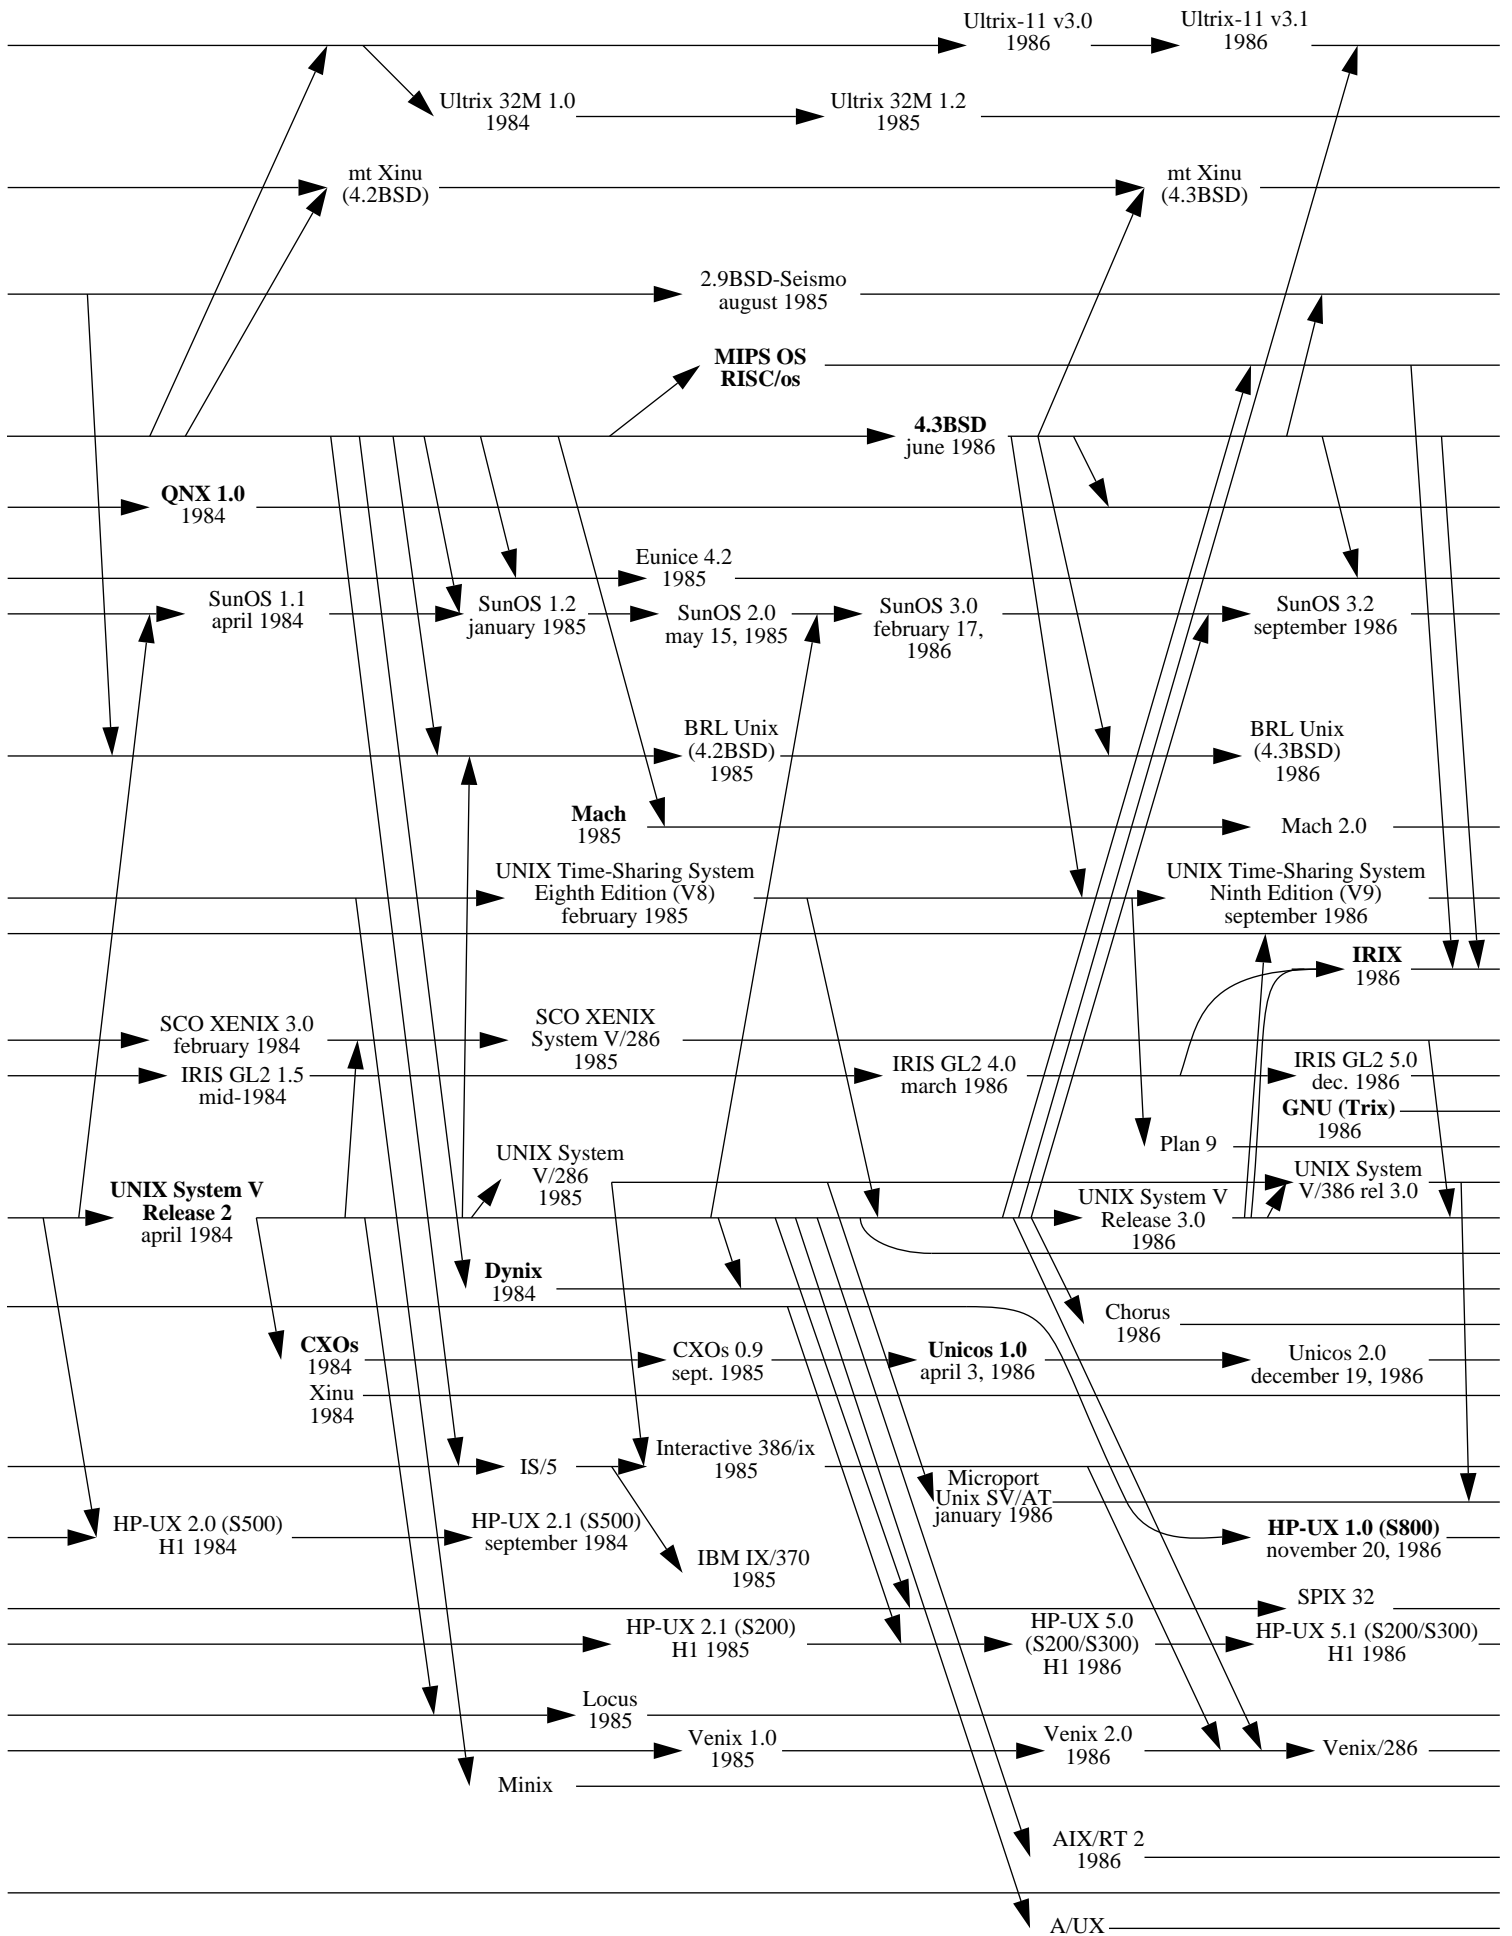 Ultrix-11 v3.0
1986
Ultrix-11 v3.1
1986
Ultrix 32M 1.0
1984
Ultrix 32M 1.2
1985
mt Xinu
(4.2BSD)
mt Xinu
(4.3BSD)
2.9BSD-Seismo
august 1985
MIPS OS
RISC/os
4.3BSD
june 1986
QNX 1.0
1984
Eunice 4.2
1985
SunOS 1.1
april 1984
SunOS 1.2
january 1985
SunOS 2.0
may 15, 1985
SunOS 3.0
february 17,
1986
SunOS 3.2
september 1986
BRL Unix
(4.2BSD)
1985
BRL Unix
(4.3BSD)
1986
Mach
1985
Mach 2.0
UNIX Time-Sharing System
Eighth Edition (V8)
february 1985
UNIX Time-Sharing System
Ninth Edition (V9)
september 1986
IRIX
1986
SCO XENIX 3.0
february 1984
SCO XENIX
System V/286
1985
IRIS GL2 1.5
mid-1984
IRIS GL2 4.0
march 1986
IRIS GL2 5.0
dec. 1986
GNU (Trix)
1986
Plan 9
UNIX System
V/286
1985
UNIX System
V/386 rel 3.0
UNIX System V
Release 2
april 1984
UNIX System V
Release 3.0
1986
Dynix
1984
Chorus
1986
CXOs
1984
CXOs 0.9
sept. 1985
Unicos 1.0
april 3, 1986
Unicos 2.0
december 19, 1986
Xinu
1984
IS/5
Interactive 386/ix
1985
Microport
Unix SV/AT
january 1986
HP-UX 2.0 (S500)
H1 1984
HP-UX 2.1 (S500)
september 1984
HP-UX 1.0 (S800)
november 20, 1986
IBM IX/370
1985
SPIX 32
HP-UX 2.1 (S200)
H1 1985
HP-UX 5.0
(S200/S300)
H1 1986
HP-UX 5.1 (S200/S300)
H1 1986
Locus
1985
Venix 1.0
1985
Venix 2.0
1986
Venix/286
Minix
AIX/RT 2
1986
A/UX